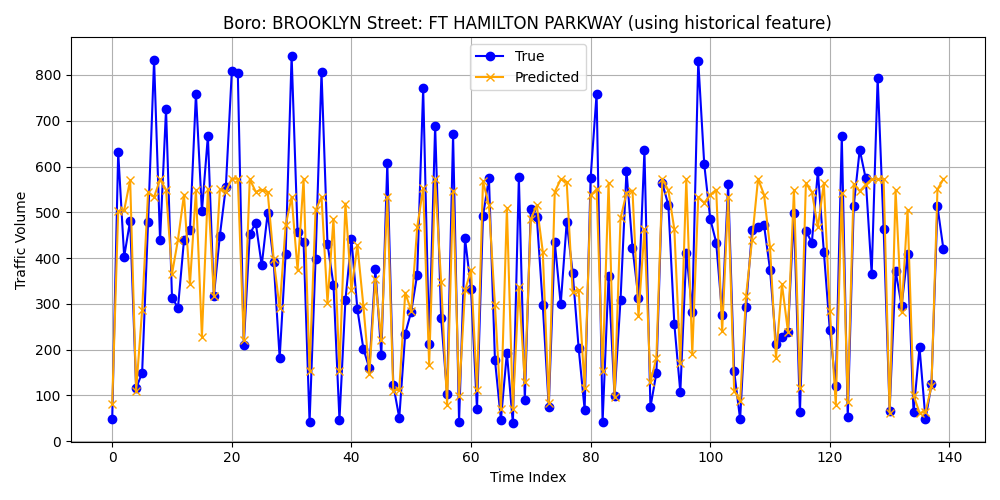 Boro: BROOKLYN Street: FT HAMILTON PARKWAY (using historical feature)
True
Predicted
Traffic Volume
800
700
600
500
400
300
200
100
0
0 20 40 60 80 100 120 140
Time Index